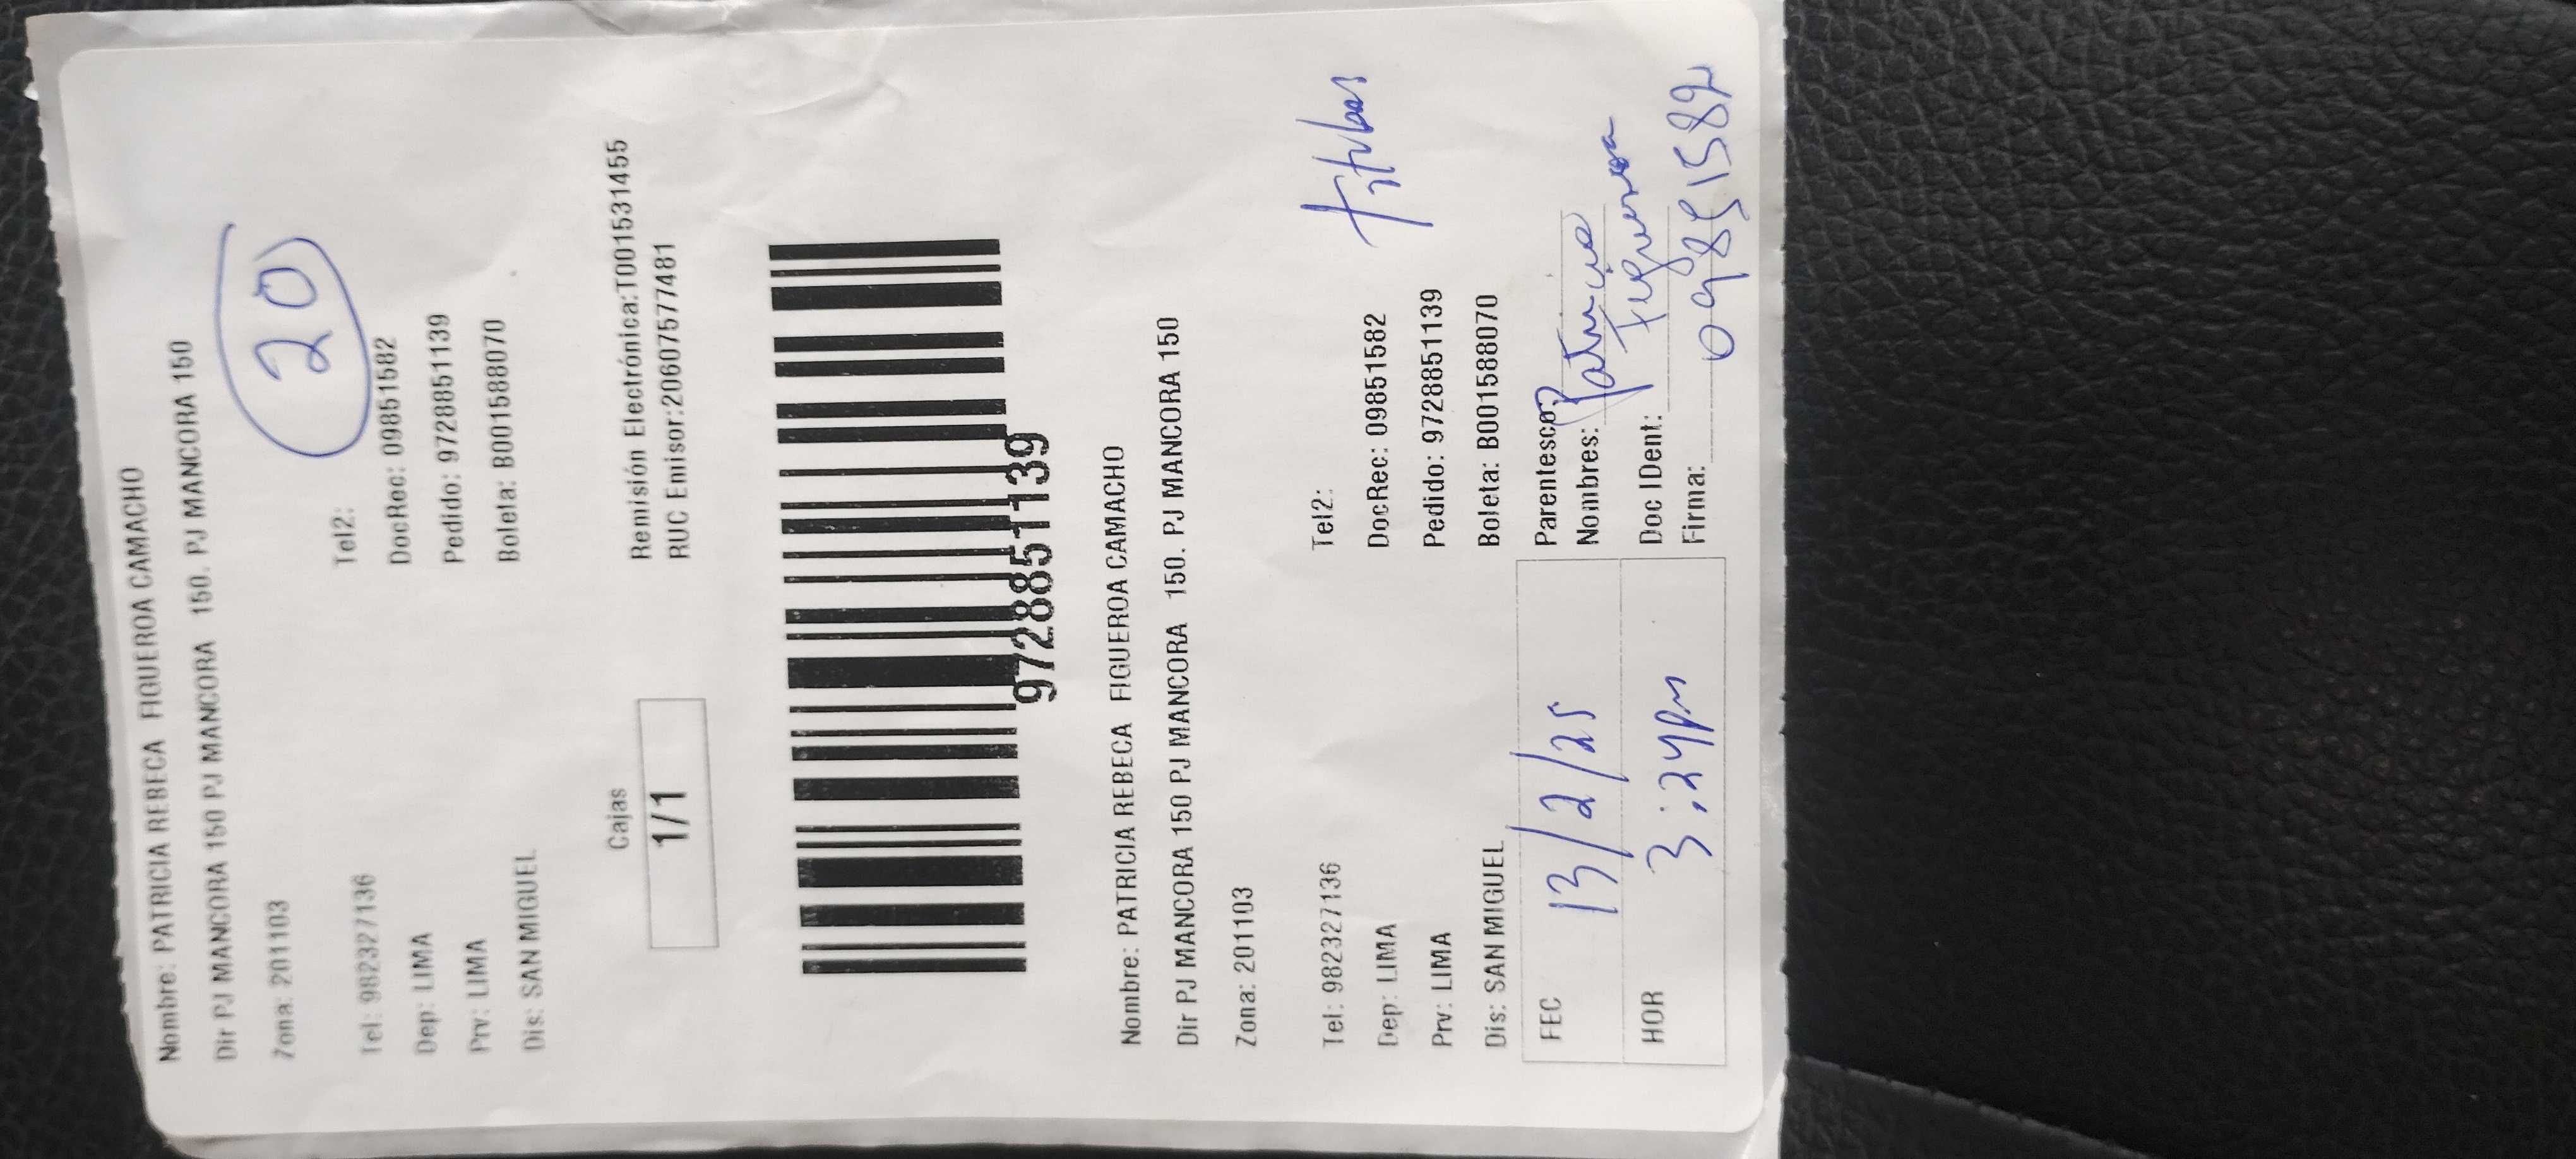 Nombre: PATRICIA REBECA FIGUEROA CAMACHO
Dir PJ MANCORA 150 PJ MANCORA 150. PJ MANCORA 150
Zona: 201103
20
Tel: 982327136 Tel2:
Dep: LIMA DocRec: 09851582
Prv: LIMA Pedido: 9728851139
Dis: SAN MIGUEL Boleta: B001588070
Cajas
1/1
Remisión Electrónica:T001531455
RUC Emisor:20607577481
9728851139
Nombre: PATRICIA REBECA FIGUEROA CAMACHO
Dir PJ MANCORA 150 PJ MANCORA 150. PJ MANCORA 150
Zona: 201103
Tel: 982327136 Tel2:
Titular
Dep: LIMA DocRec: 09851582
Prv: LIMA Pedido: 9728851139
Dis: SAN MIGUEL Boleta: B001588070
FEC 13/2/25
HOR 3:24pm
Parentesco:
Nombres: Patricia
Figueroa
Doc IDent:
Firma: 09851582